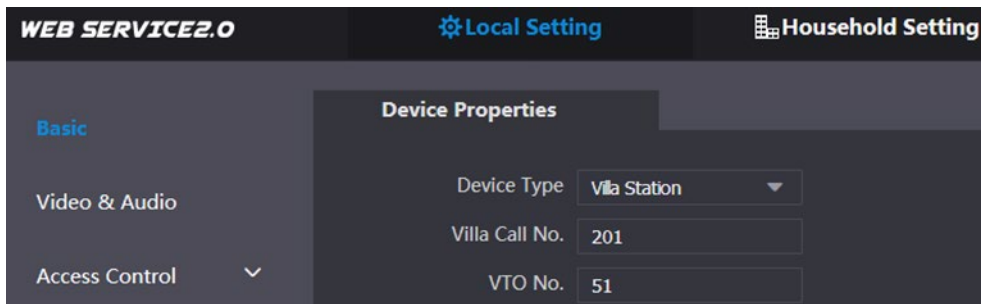 WEB SERVICE2.0
Local Setting
Household Setting
Basic
Video & Audio
Access Control
Device Properties
Device Type Villa Station
Villa Call No. 201
VTO No. 51